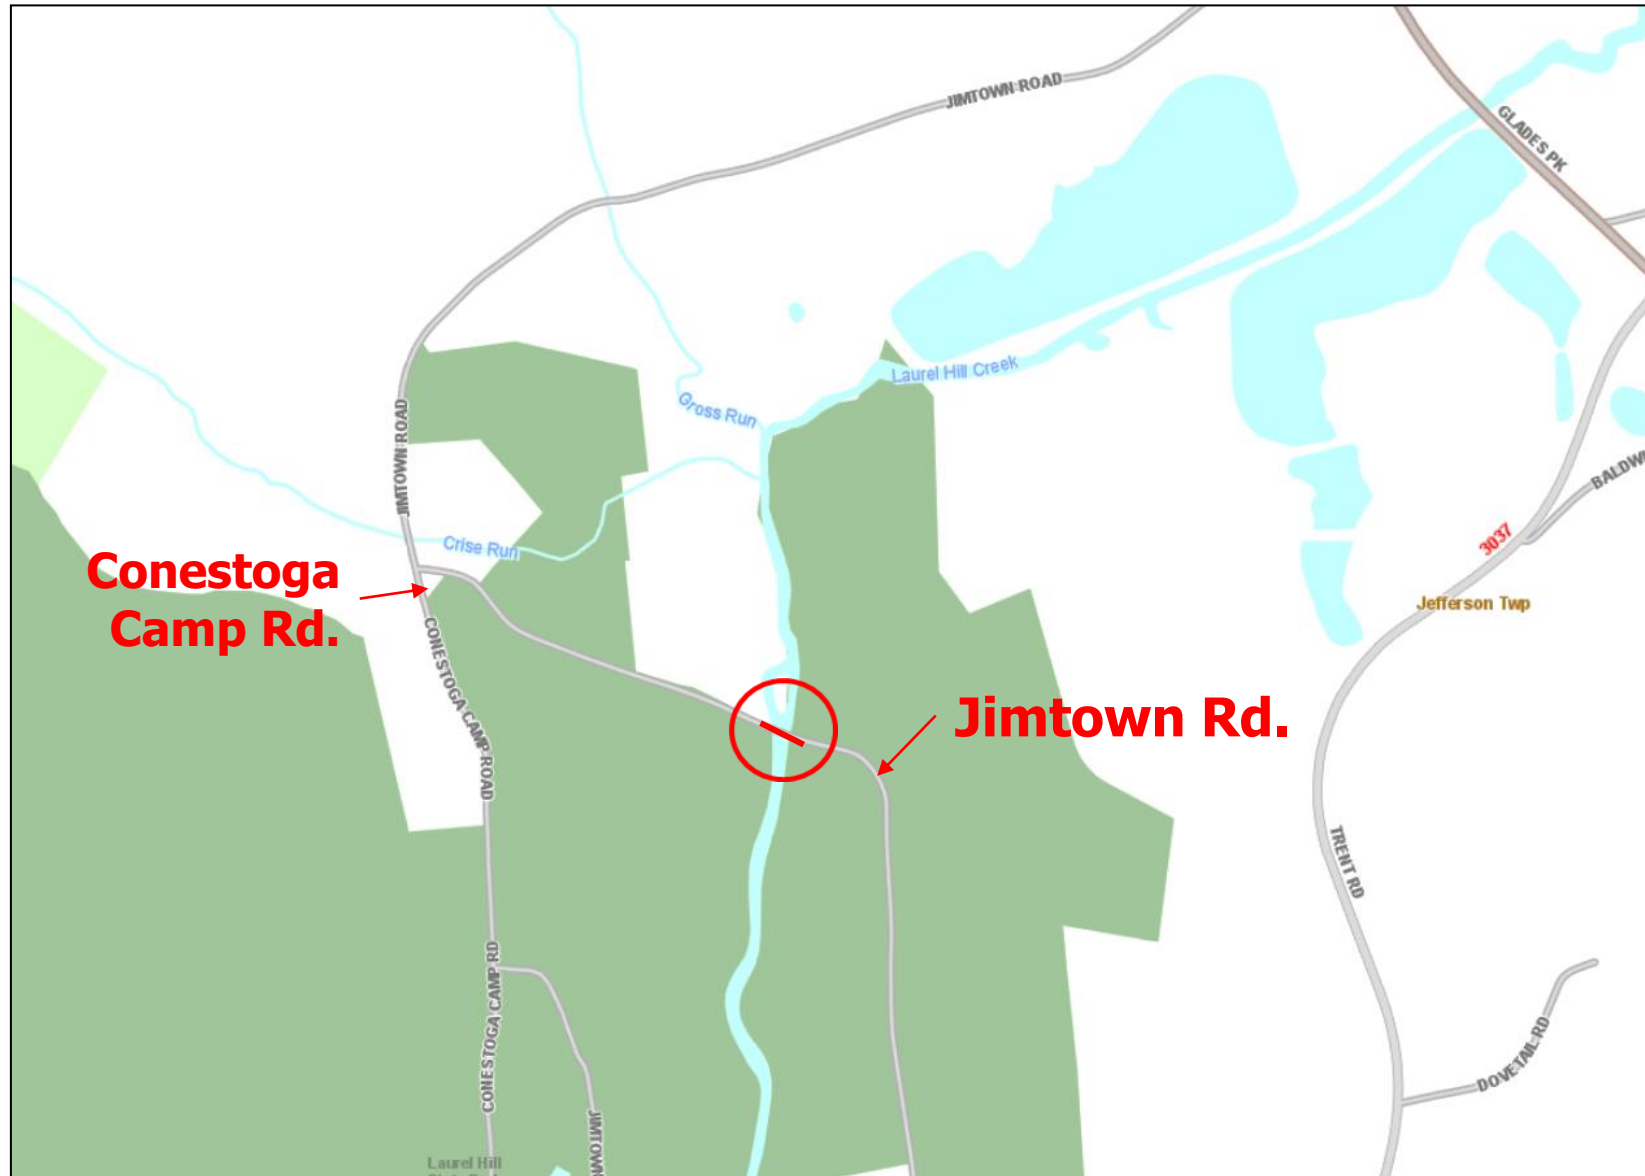 JIMTOWN ROAD
GLADES PK
Laurel Hill Creek
Gross Run
JIMTOWN ROAD
BALDWI
3037
Crise Run
Conestoga
Camp Rd.
Jefferson Twp
CONESTOGA CAMP ROAD
Jimtown Rd.
TRENT RD
CONESTOGA CAMP RD
DOVETAIL RD
JIMTOWN
Laurel Hill